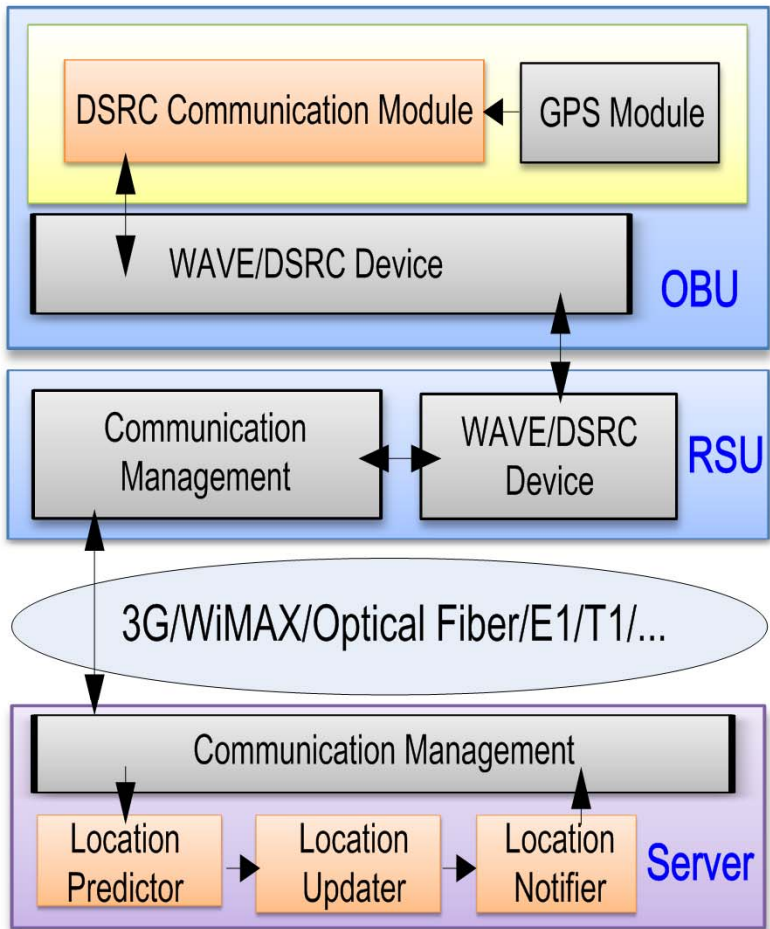 DSRC Communication Module
GPS Module
WAVE/DSRC Device
OBU
Communication
Management
WAVE/DSRC
Device
RSU
3G/WiMAX/Optical Fiber/E1/T1/...
Communication Management
Location
Predictor
Location
Updater
Location
Notifier
Server